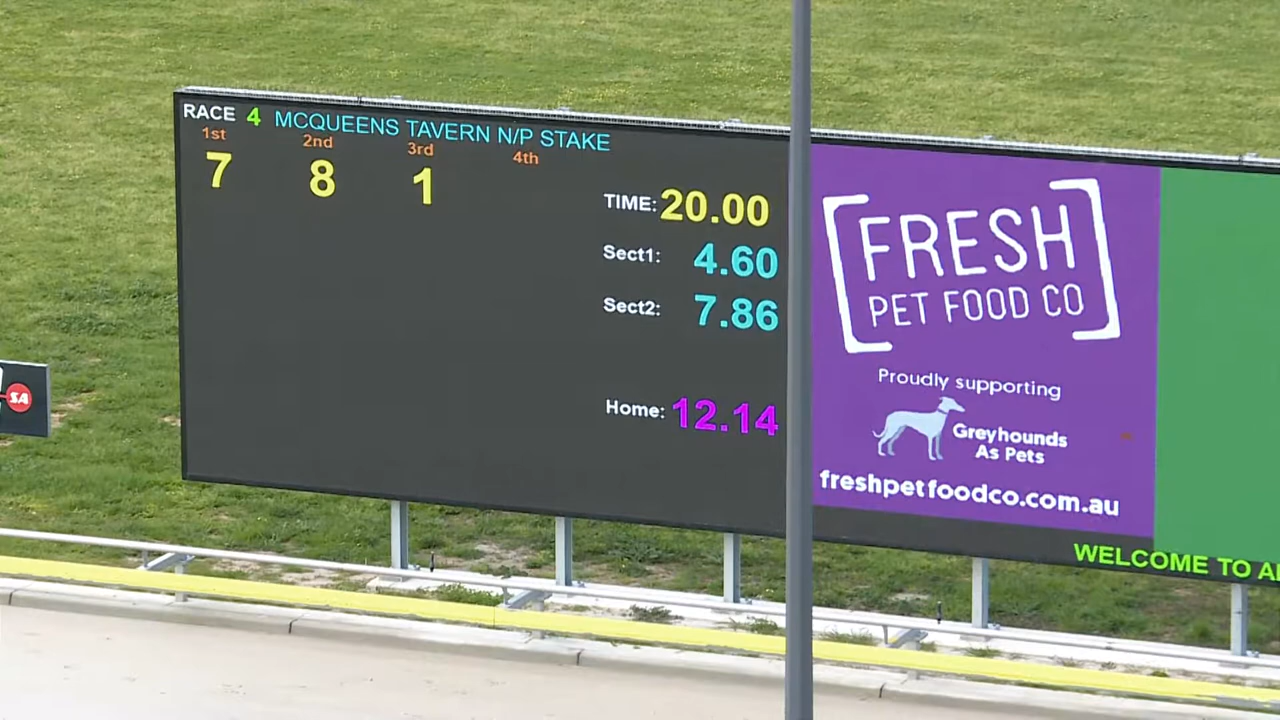 RACE 4 MCQUEENS TAVERN N/P STAKE
1st 2nd 3rd 4th
7 8 1
TIME: 20.00
Sect1: 4.60
Sect2: 7.86
Home: 12.14
FRESH
PET FOOD CO
Proudly supporting
Greyhounds
As Pets
freshpetfoodco.com.au
WELCOME TO
SA